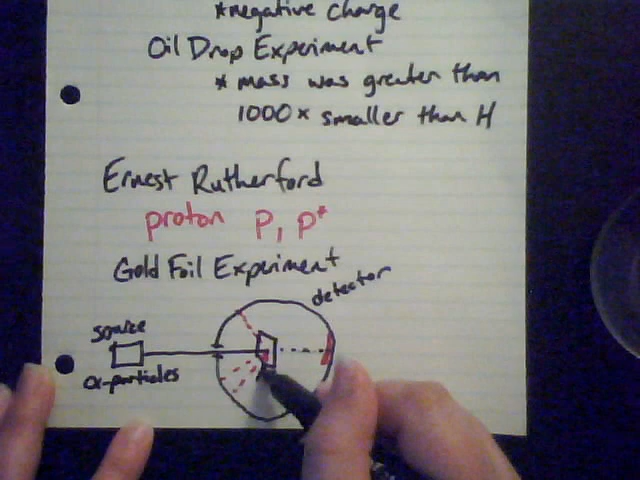 *negative charge
Oil Drop Experiment
* mass was greater than
1000x smaller than H
Ernest Rutherford
proton P, P⁺
Gold Foil Experiment
detector
source
α-particles